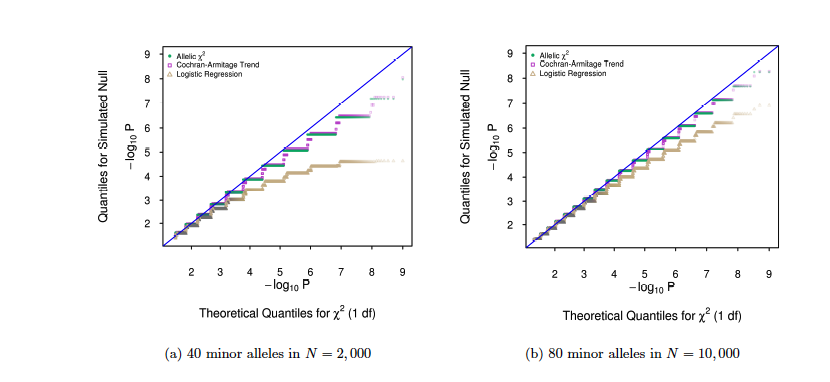 Quantiles for Simulated Null
−log10 P
9
8
7
6
5
4
3
2
Allelic χ²
Cochran-Armitage Trend
Logistic Regression
2 3 4 5 6 7 8 9
−log10 P
Theoretical Quantiles for χ² (1 df)
(a) 40 minor alleles in N = 2,000
Quantiles for Simulated Null
−log10 P
9
8
7
6
5
4
3
2
Allelic χ²
Cochran-Armitage Trend
Logistic Regression
2 3 4 5 6 7 8 9
−log10 P
Theoretical Quantiles for χ² (1 df)
(b) 80 minor alleles in N = 10,000